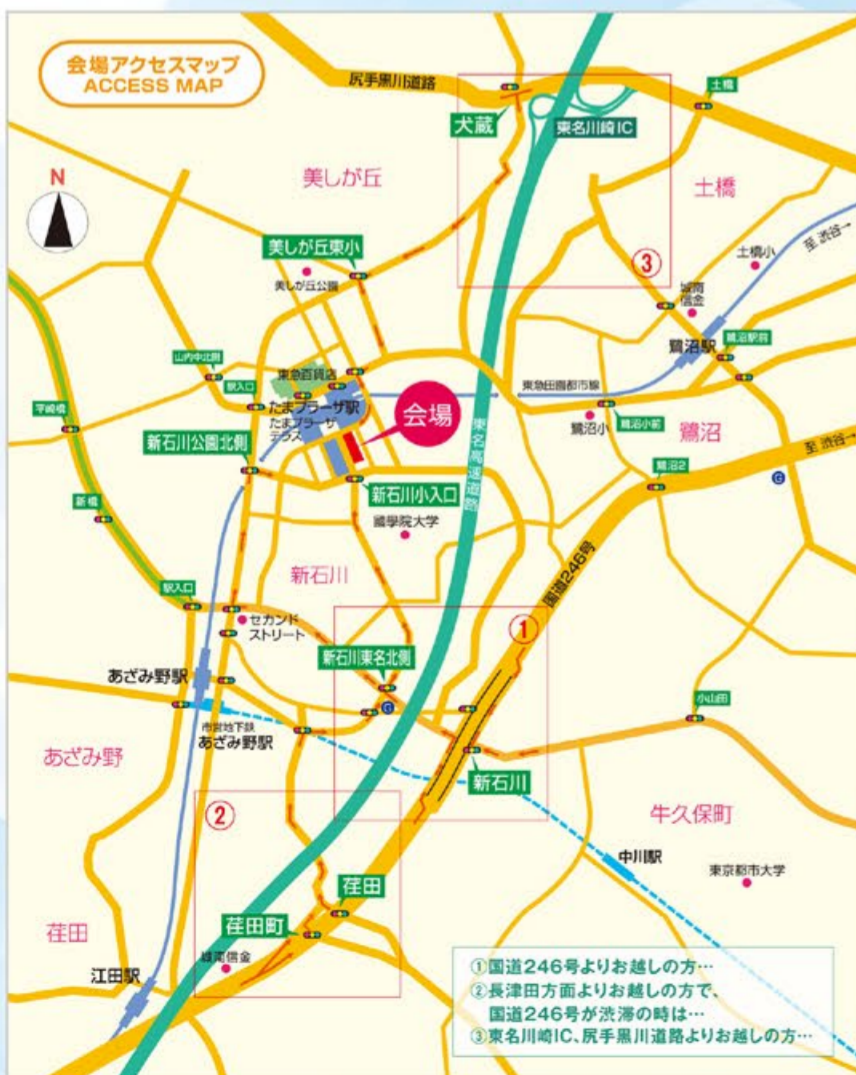 会場アクセスマップ
ACCESS MAP
尻手黒川道路
土橋
犬蔵
東名川崎IC
N
美しが丘
土橋
至 渋谷→
美しが丘東小
③
土橋小
美しが丘公園
城南
信金
山内中北側
東急百貨店
鷺沼駅
鷺沼駅前
駅入口
東急田園都市線
平崎橋
たまプラーザ駅
会場
たまプラーザ
テラス
鷺沼小
鷺沼小前
鷺沼
新石川公園北側
至 渋谷→
東名高速道路
鷺沼2
G
新石川小入口
新橋
國學院大学
国道246号
新石川
駅入口
セカンド
ストリート
①
新石川東名北側
あざみ野駅
小山田
G
市営地下鉄
あざみ野駅
あざみ野
新石川
②
牛久保町
中川駅
東京都市大学
荏田
荏田町
荏田
城南信金
江田駅
①国道246号よりお越しの方…
②長津田方面よりお越しの方で、
国道246号が渋滞の時は…
③東名川崎IC、尻手黒川道路よりお越しの方…